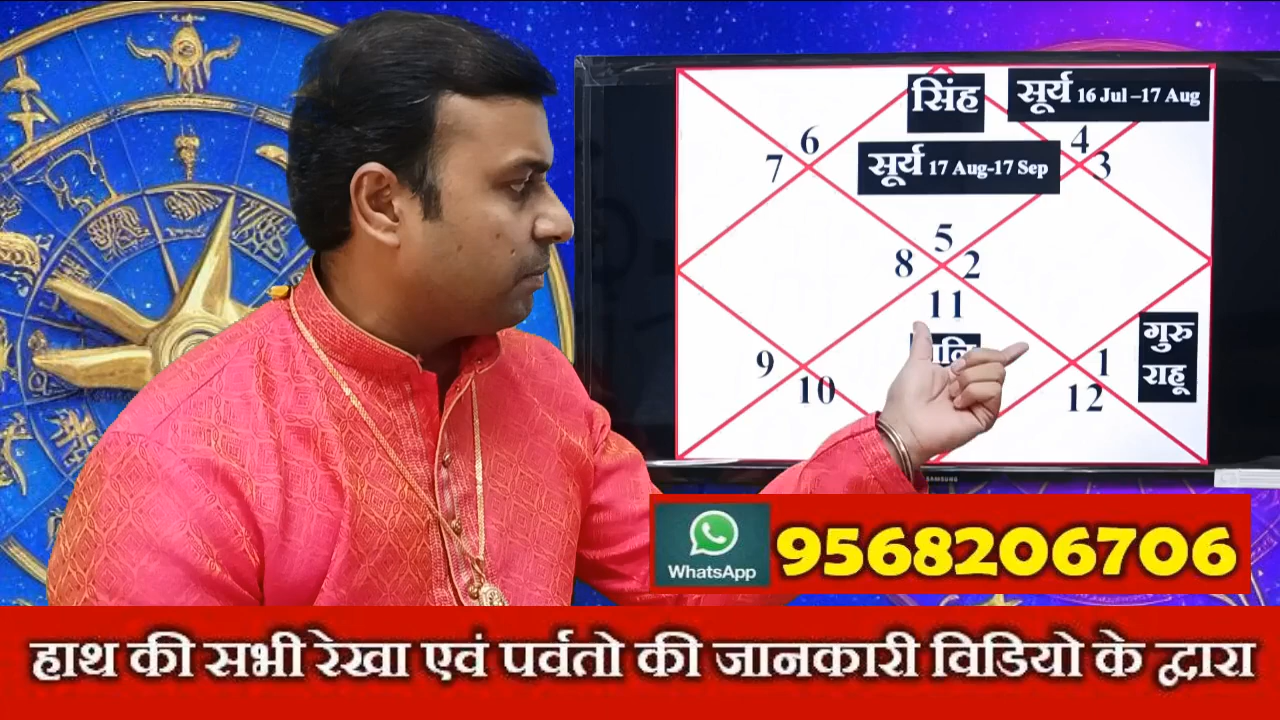 सिंह
सूर्य 16 Jul –17 Aug
6
4
7
3
सूर्य 17 Aug-17 Sep
5
8
2
11
गुरु
राहू
9
1
10
12
SAMSUNG
WhatsApp
9568206706
हाथ की सभी रेखा एवं पर्वतो की जानकारी विडियो के द्वारा